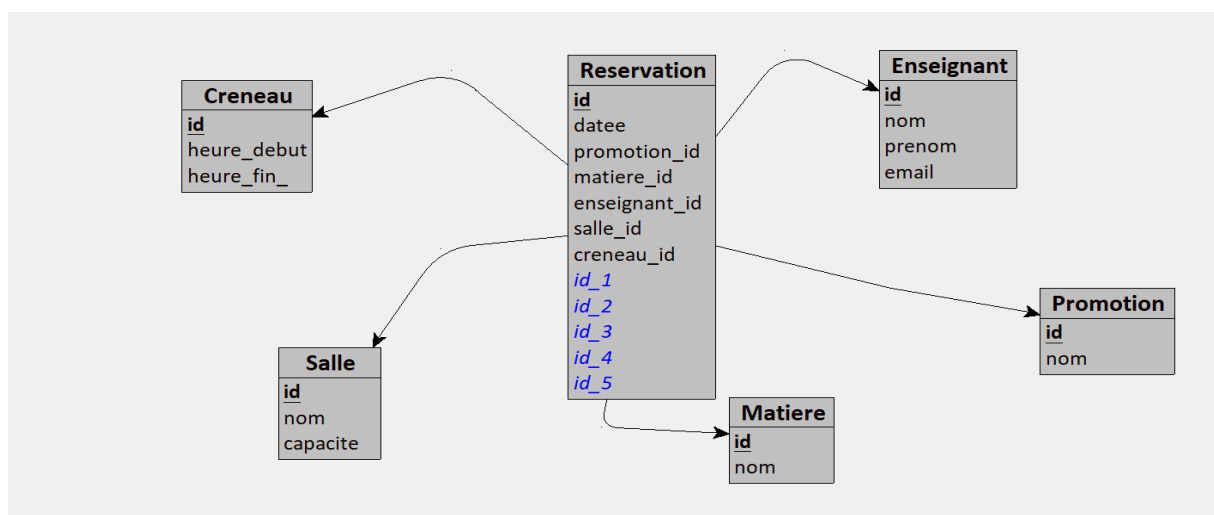 Creneau
id
heure_debut
heure_fin_
Reservation
id
datee
promotion_id
matiere_id
enseignant_id
salle_id
creneau_id
id_1
id_2
id_3
id_4
id_5
Enseignant
id
nom
prenom
email
Salle
id
nom
capacite
Matiere
id
nom
Promotion
id
nom